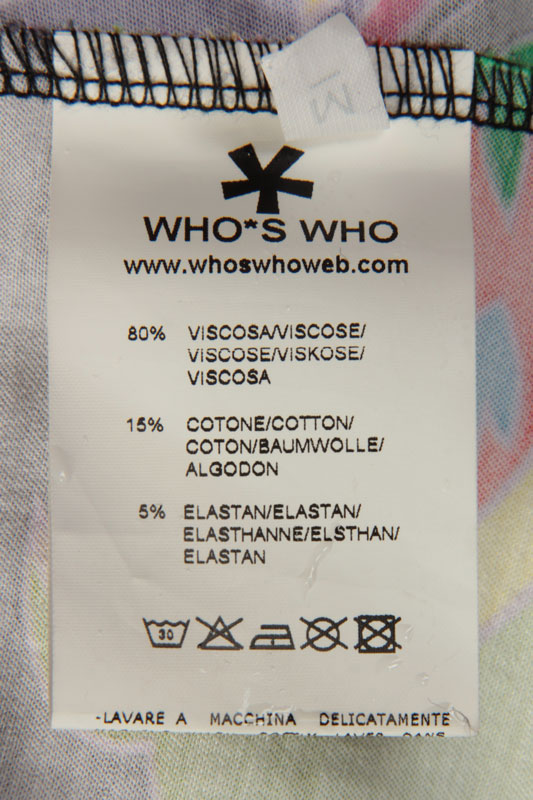 M
WHO*S WHO
www.whoswhoweb.com
80% VISCOSA/VISCOSE/
VISCOSE/VISKOSE/
VISCOSA
15% COTONE/COTTON/
COTON/BAUMWOLLE/
ALGODON
5% ELASTAN/ELASTAN/
ELASTHANNE/ELSTHAN/
ELASTAN
30
-LAVARE A MACCHINA DELICATAMENTE